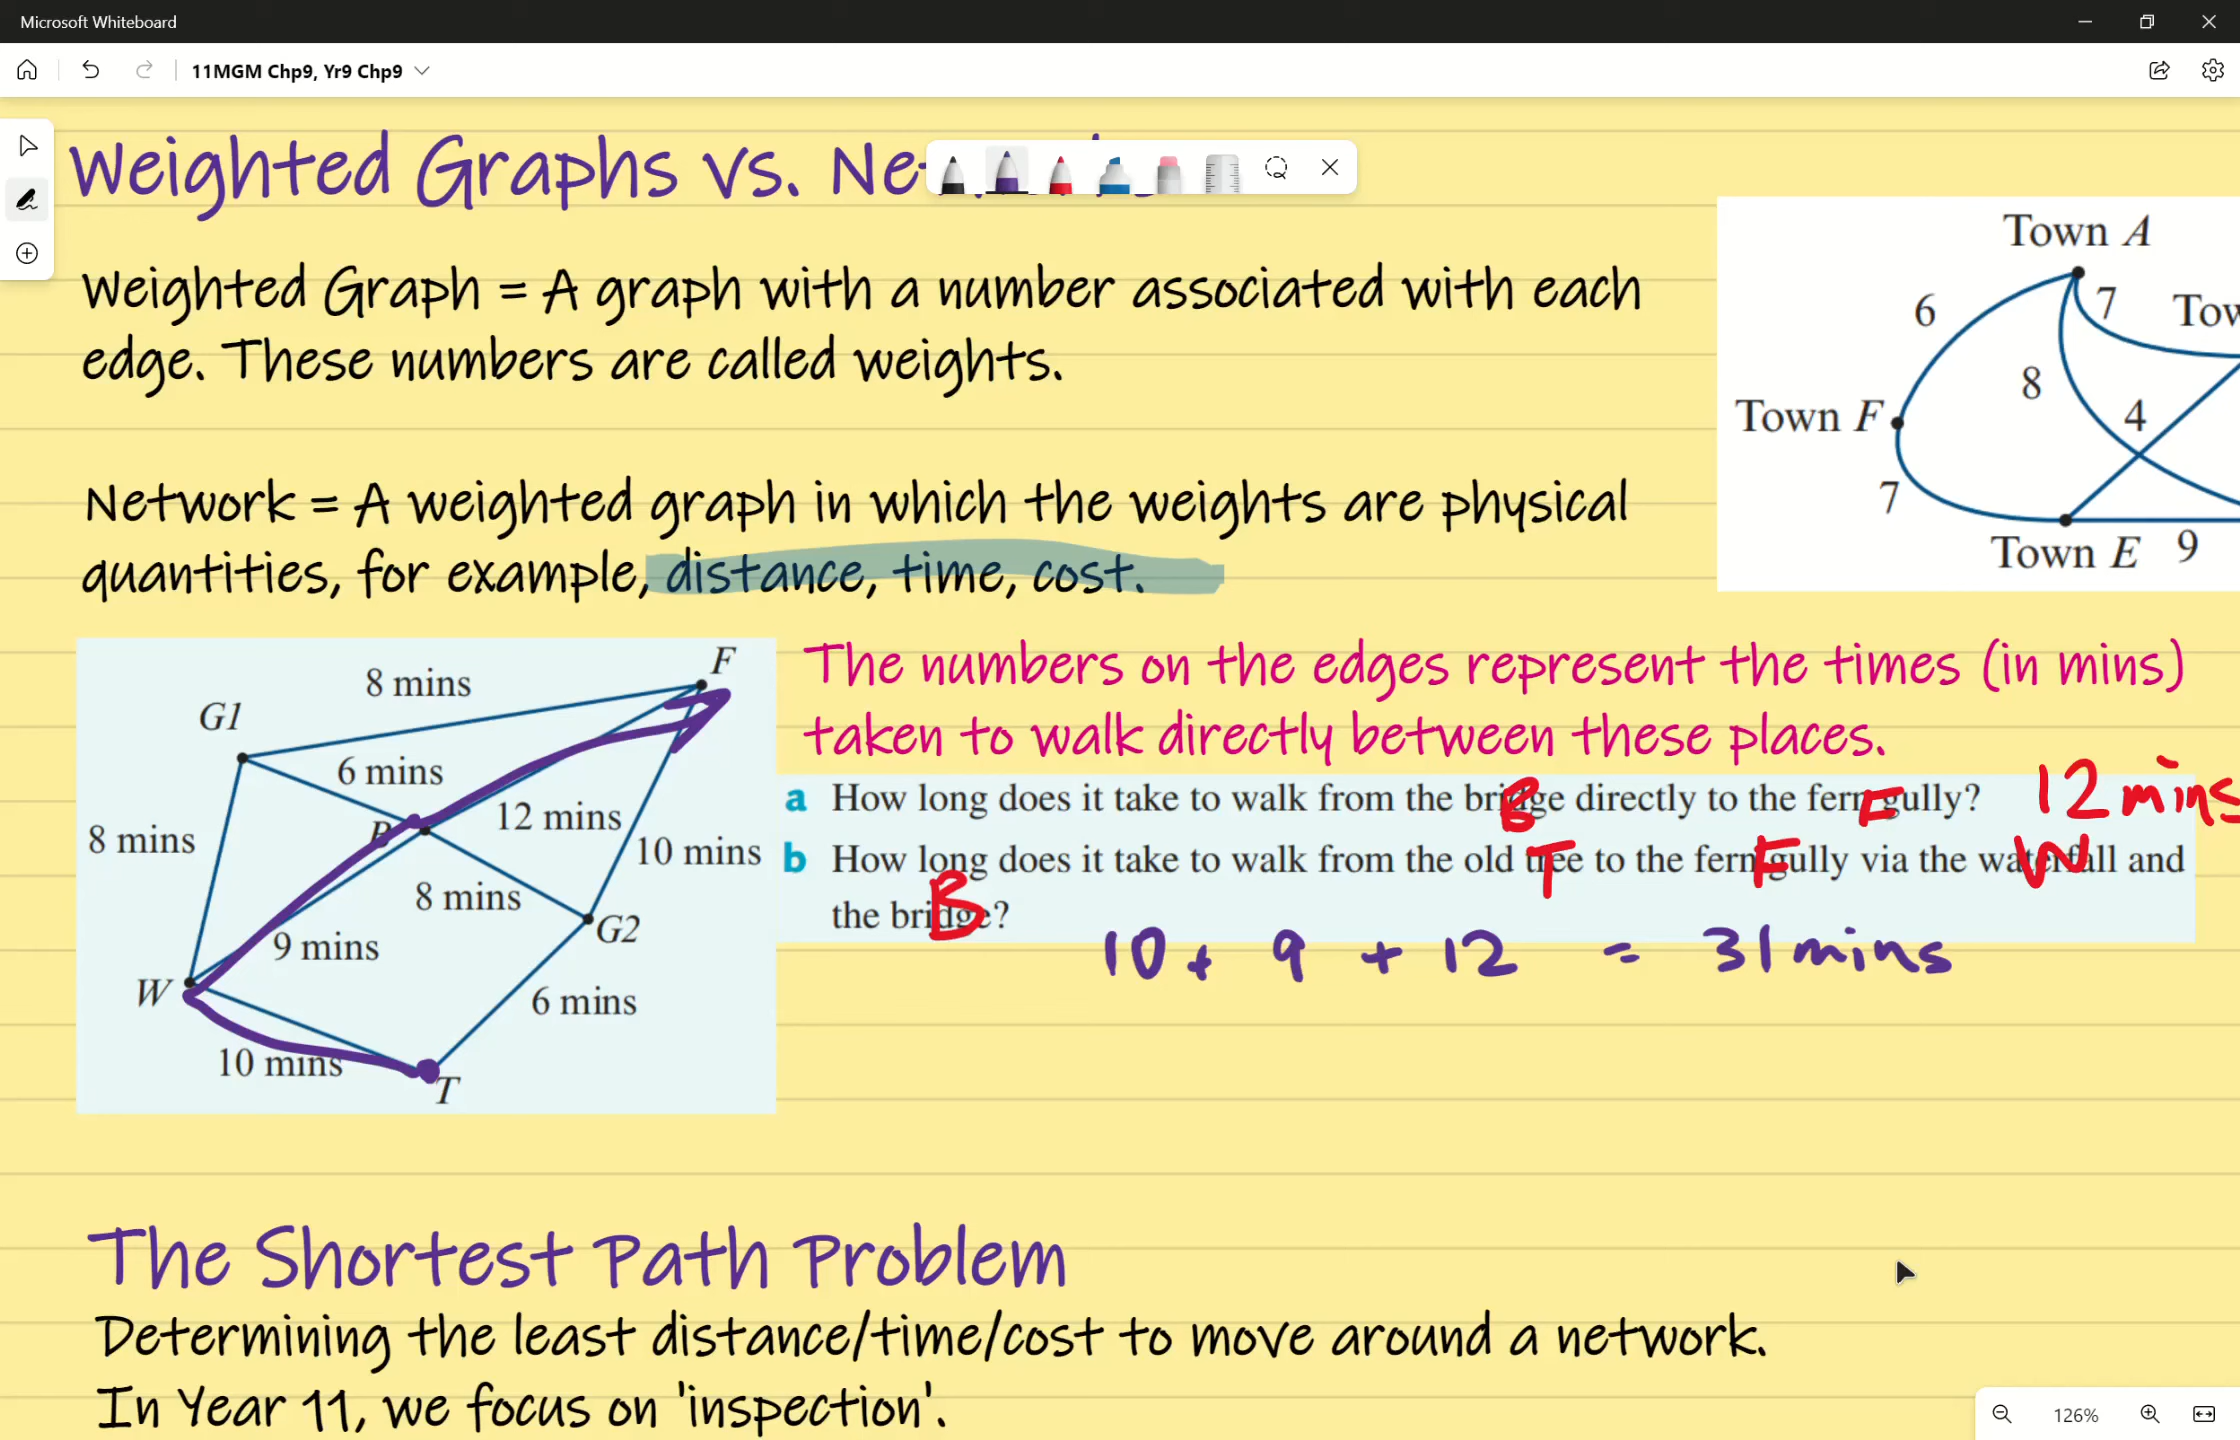 Microsoft Whiteboard
11MGM Chp9, Yr9 Chp9
Weighted Graphs vs.
Weighted Graph = A graph with a number associated with each
edge. These numbers are called weights.
Network = A weighted graph in which the weights are physical
quantities, for example, distance, time, cost.
Town A
6
7
8
4
Town F
7
Town E
9
F
8 mins
G1
6 mins
12 mins
B
8 mins
10 mins
8 mins
G2
9 mins
W
6 mins
10 mins
T
The numbers on the edges represent the times (in mins)
taken to walk directly between these places.
a How long does it take to walk from the bridge directly to the fern gully? 12 mins
B
F
b How long does it take to walk from the old tree to the fern gully via the waterfall and
T
F
W
the bridge?
B
10 + 9 + 12 = 31 mins
The Shortest Path Problem
Determining the least distance/time/cost to move around a network.
In Year 11, we focus on 'inspection'.
126%